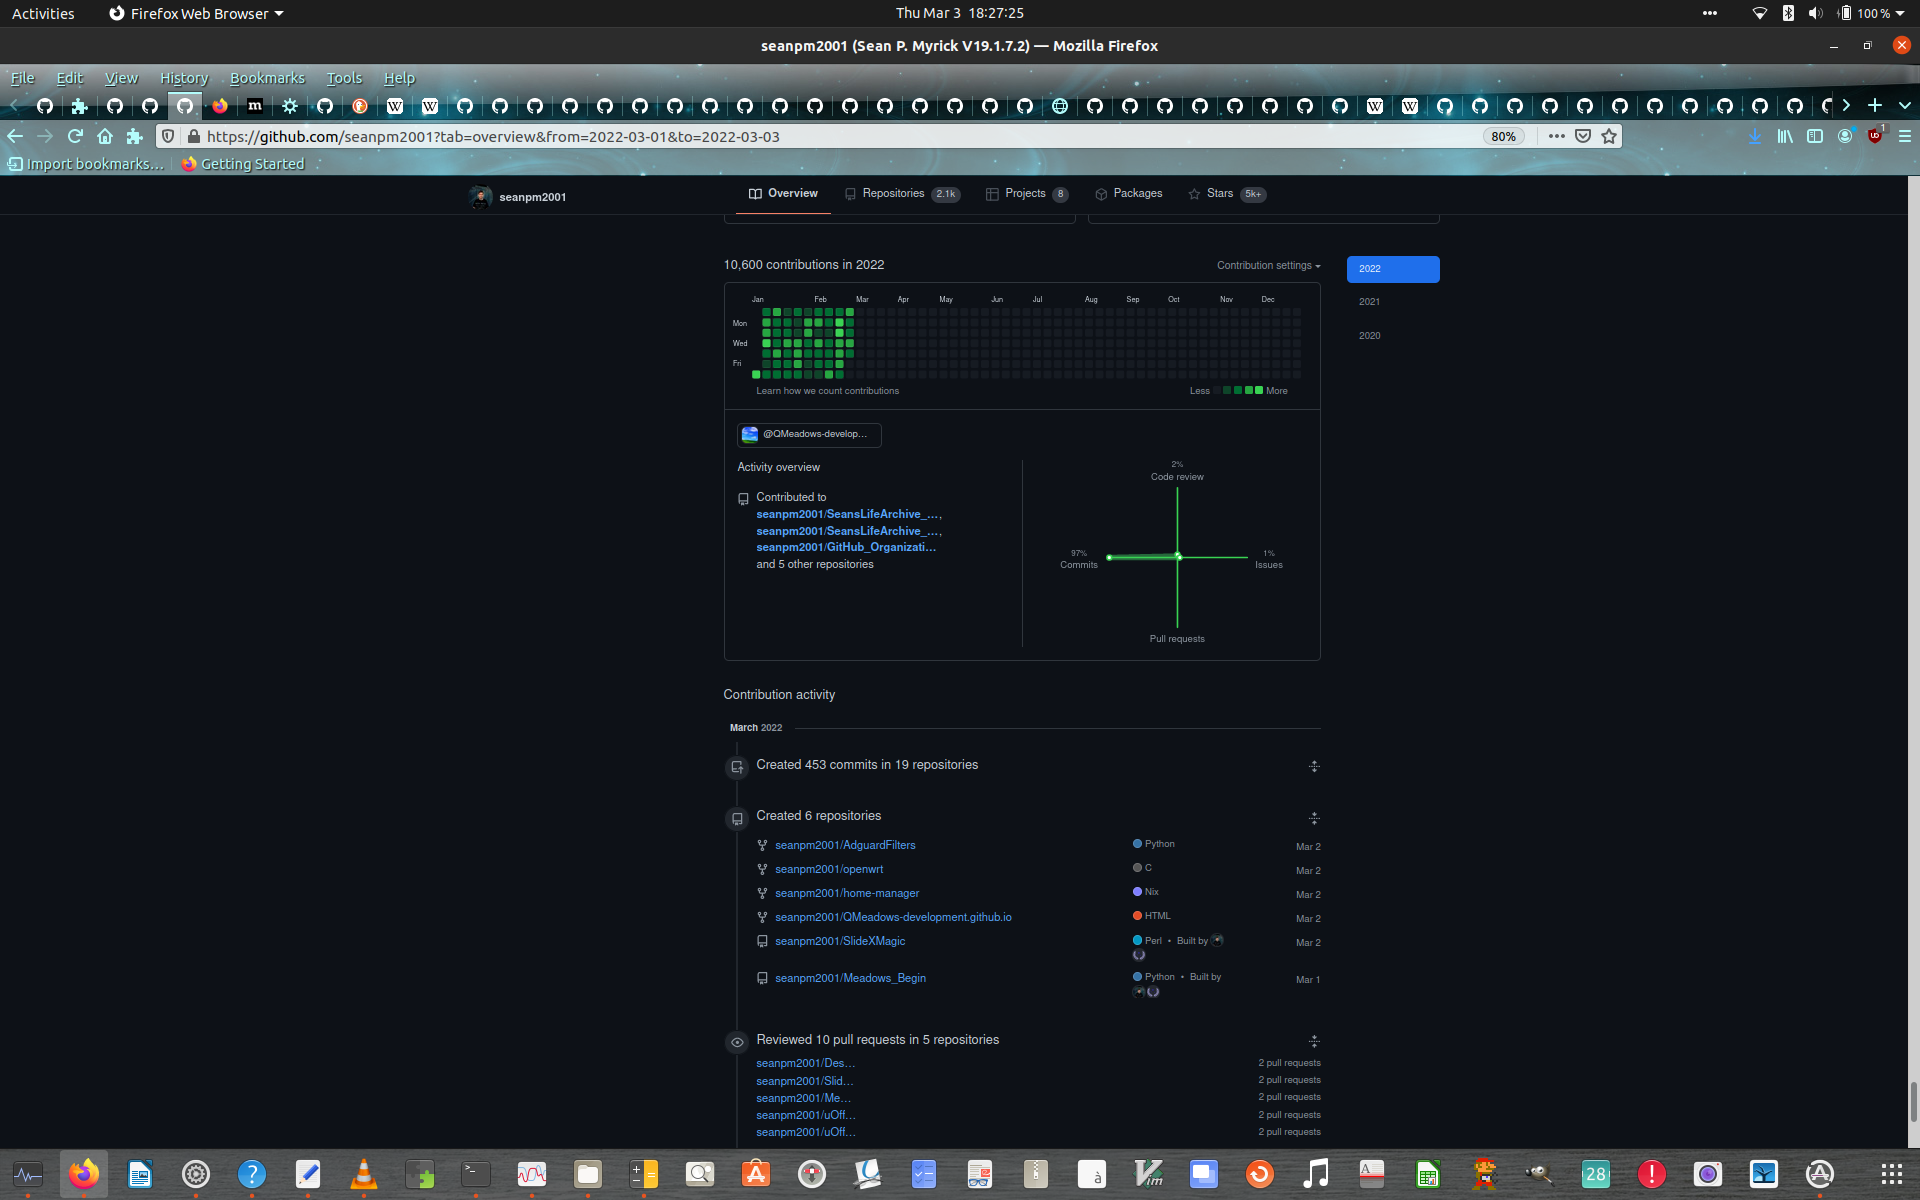 Activities
Firefox Web Browser
Thu Mar 3 18:27:25
100 %
seanpm2001 (Sean P. Myrick V19.1.7.2) — Mozilla Firefox
File Edit View History Bookmarks Tools Help
https://github.com/seanpm2001?tab=overview&from=2022-03-01&to=2022-03-03
80%
1
Import bookmarks…
Getting Started
seanpm2001
Overview
Repositories 2.1k
Projects 8
Packages
Stars 5k+
10,600 contributions in 2022
Contribution settings
2022
2021
2020
Jan Feb Mar Apr May Jun Jul Aug Sep Oct Nov Dec
Mon
Wed
Fri
Learn how we count contributions
Less
More
@QMeadows-develop…
Activity overview
Contributed to
seanpm2001/SeansLifeArchive_…,
seanpm2001/SeansLifeArchive_…,
seanpm2001/GitHub_Organizati…
and 5 other repositories
2%
Code review
97%
Commits
1%
Issues
Pull requests
Contribution activity
March 2022
Created 453 commits in 19 repositories
Created 6 repositories
seanpm2001/AdguardFilters Python Mar 2
seanpm2001/openwrt C Mar 2
seanpm2001/home-manager Nix Mar 2
seanpm2001/QMeadows-development.github.io HTML Mar 2
seanpm2001/SlideXMagic Perl • Built by Mar 2
seanpm2001/Meadows_Begin Python • Built by Mar 1
Reviewed 10 pull requests in 5 repositories
seanpm2001/Des… 2 pull requests
seanpm2001/Slid… 2 pull requests
seanpm2001/Me… 2 pull requests
seanpm2001/uOff… 2 pull requests
seanpm2001/uOff… 2 pull requests
28